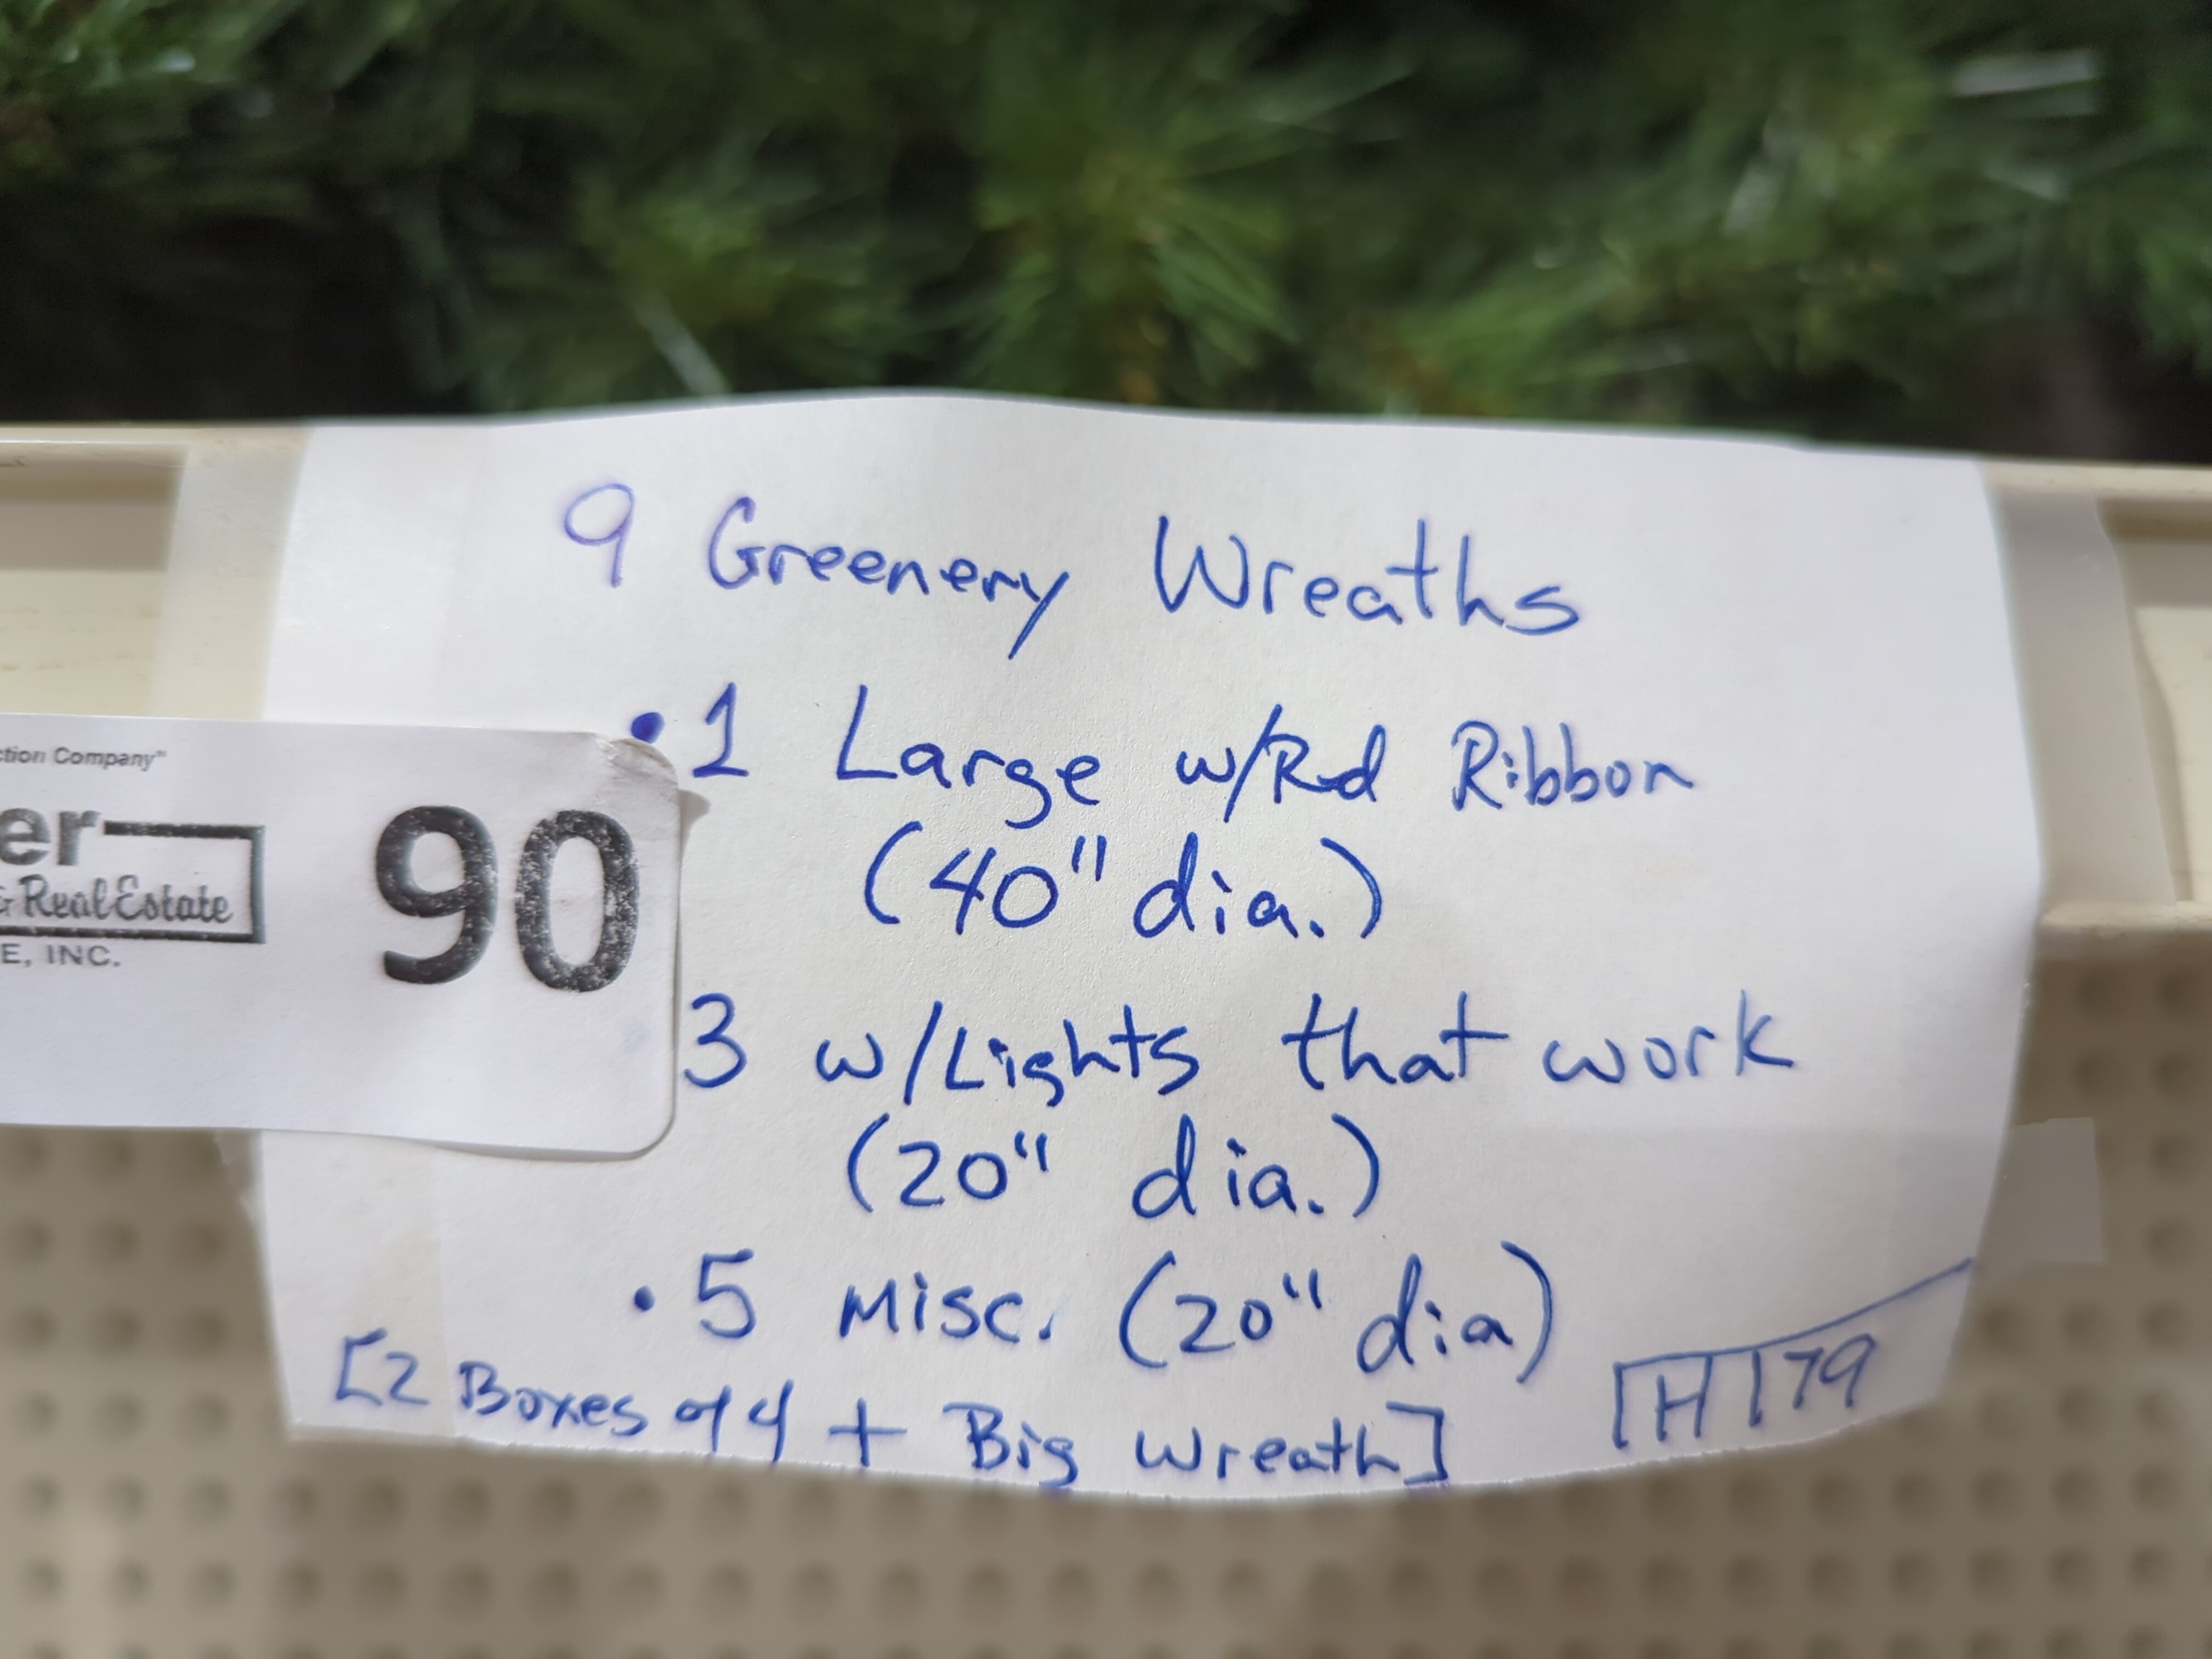 9 Greenery Wreaths
•1 Large w/Rd Ribbon
(40" dia.)
3 w/Lights that work
(20" dia.)
•5 Misc. (20" dia)
[2 Boxes of 4 + Big Wreath]
H 179
ction Company"
er
& Real Estate
E, INC.
90